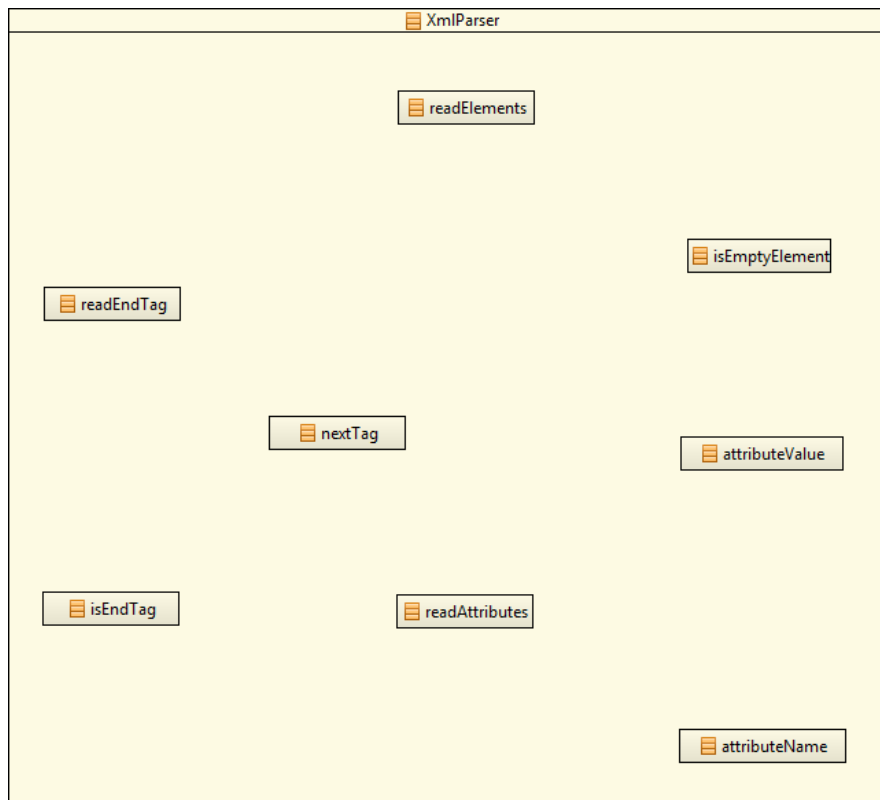 XmlParser
readElements
isEmptyElement
readEndTag
nextTag
attributeValue
isEndTag
readAttributes
attributeName